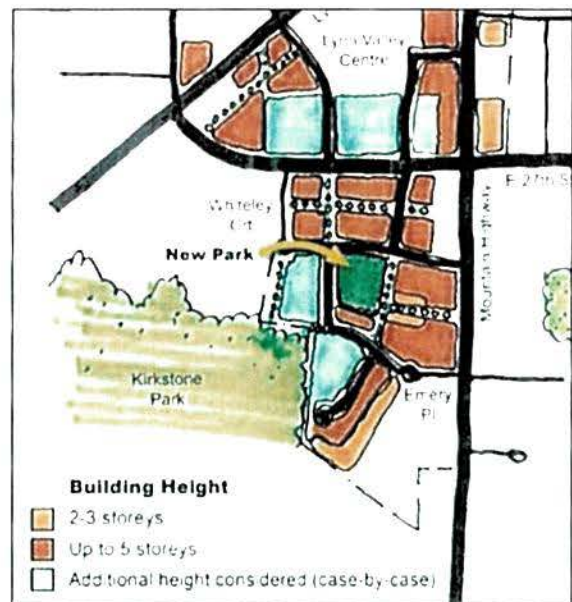 Lynn Valley
Centre
E 27th St
Whiteley
Crt
Mountain Highway
New Park
Kirkstone
Park
Emery
Pl
Building Height
2-3 storeys
Up to 5 storeys
Additional height considered (case-by-case)